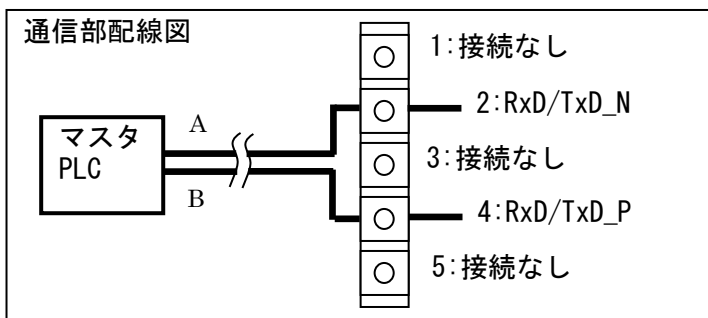 通信部配線図
1:接続なし
2:RxD/TxD_N
3:接続なし
4:RxD/TxD_P
5:接続なし
マスタ
PLC
A
B